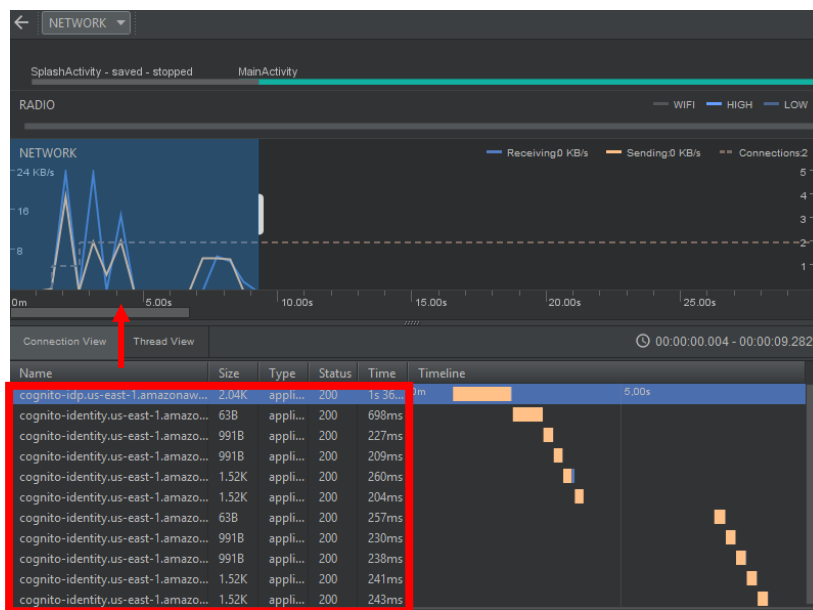 NETWORK
SplashActivity - saved - stopped MainActivity
RADIO WIFI HIGH LOW
NETWORK Receiving:0 KB/s Sending:0 KB/s Connections:2
24 KB/s 5
4
16 3
2
8 1
0m 5.00s 10.00s 15.00s 20.00s 25.00s
Connection View Thread View 00:00:00.004 - 00:00:09.282
Name Size Type Status Time Timeline
cognito-idp.us-east-1.amazonaw... 2.04K appli... 200 1s 36... 0m 5.00s
cognito-identity.us-east-1.amazo... 63B appli... 200 698ms
cognito-identity.us-east-1.amazo... 991B appli... 200 227ms
cognito-identity.us-east-1.amazo... 991B appli... 200 209ms
cognito-identity.us-east-1.amazo... 1.52K appli... 200 260ms
cognito-identity.us-east-1.amazo... 1.52K appli... 200 204ms
cognito-identity.us-east-1.amazo... 63B appli... 200 257ms
cognito-identity.us-east-1.amazo... 991B appli... 200 230ms
cognito-identity.us-east-1.amazo... 991B appli... 200 238ms
cognito-identity.us-east-1.amazo... 1.52K appli... 200 241ms
cognito-identity.us-east-1.amazo... 1.52K appli... 200 243ms